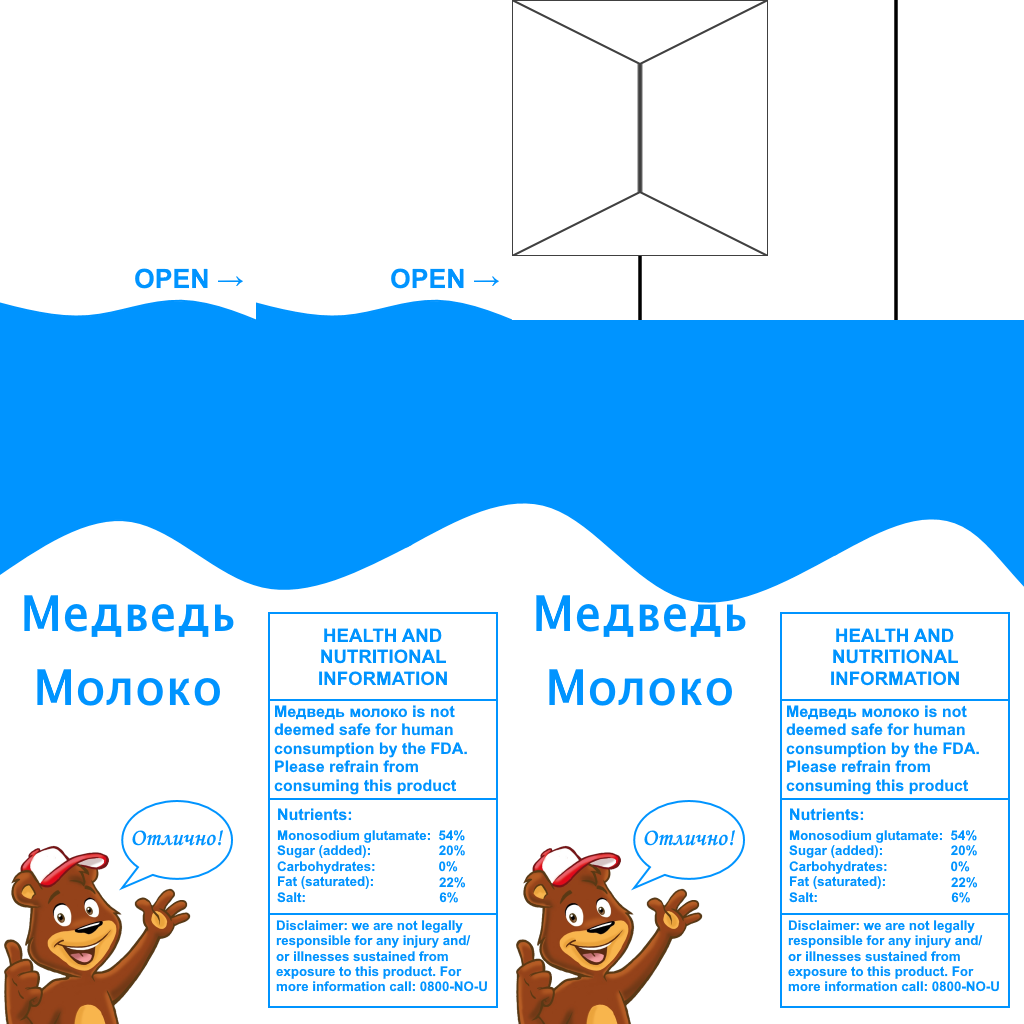 OPEN →
OPEN →
Медведь
Молоко
Отлично!
HEALTH AND
NUTRITIONAL
INFORMATION
Медведь молоко is not
deemed safe for human
consumption by the FDA.
Please refrain from
consuming this product
Nutrients:
Monosodium glutamate: 54%
Sugar (added): 20%
Carbohydrates: 0%
Fat (saturated): 22%
Salt: 6%
Disclaimer: we are not legally
responsible for any injury and/
or illnesses sustained from
exposure to this product. For
more information call: 0800-NO-U
Медведь
Молоко
Отлично!
HEALTH AND
NUTRITIONAL
INFORMATION
Медведь молоко is not
deemed safe for human
consumption by the FDA.
Please refrain from
consuming this product
Nutrients:
Monosodium glutamate: 54%
Sugar (added): 20%
Carbohydrates: 0%
Fat (saturated): 22%
Salt: 6%
Disclaimer: we are not legally
responsible for any injury and/
or illnesses sustained from
exposure to this product. For
more information call: 0800-NO-U